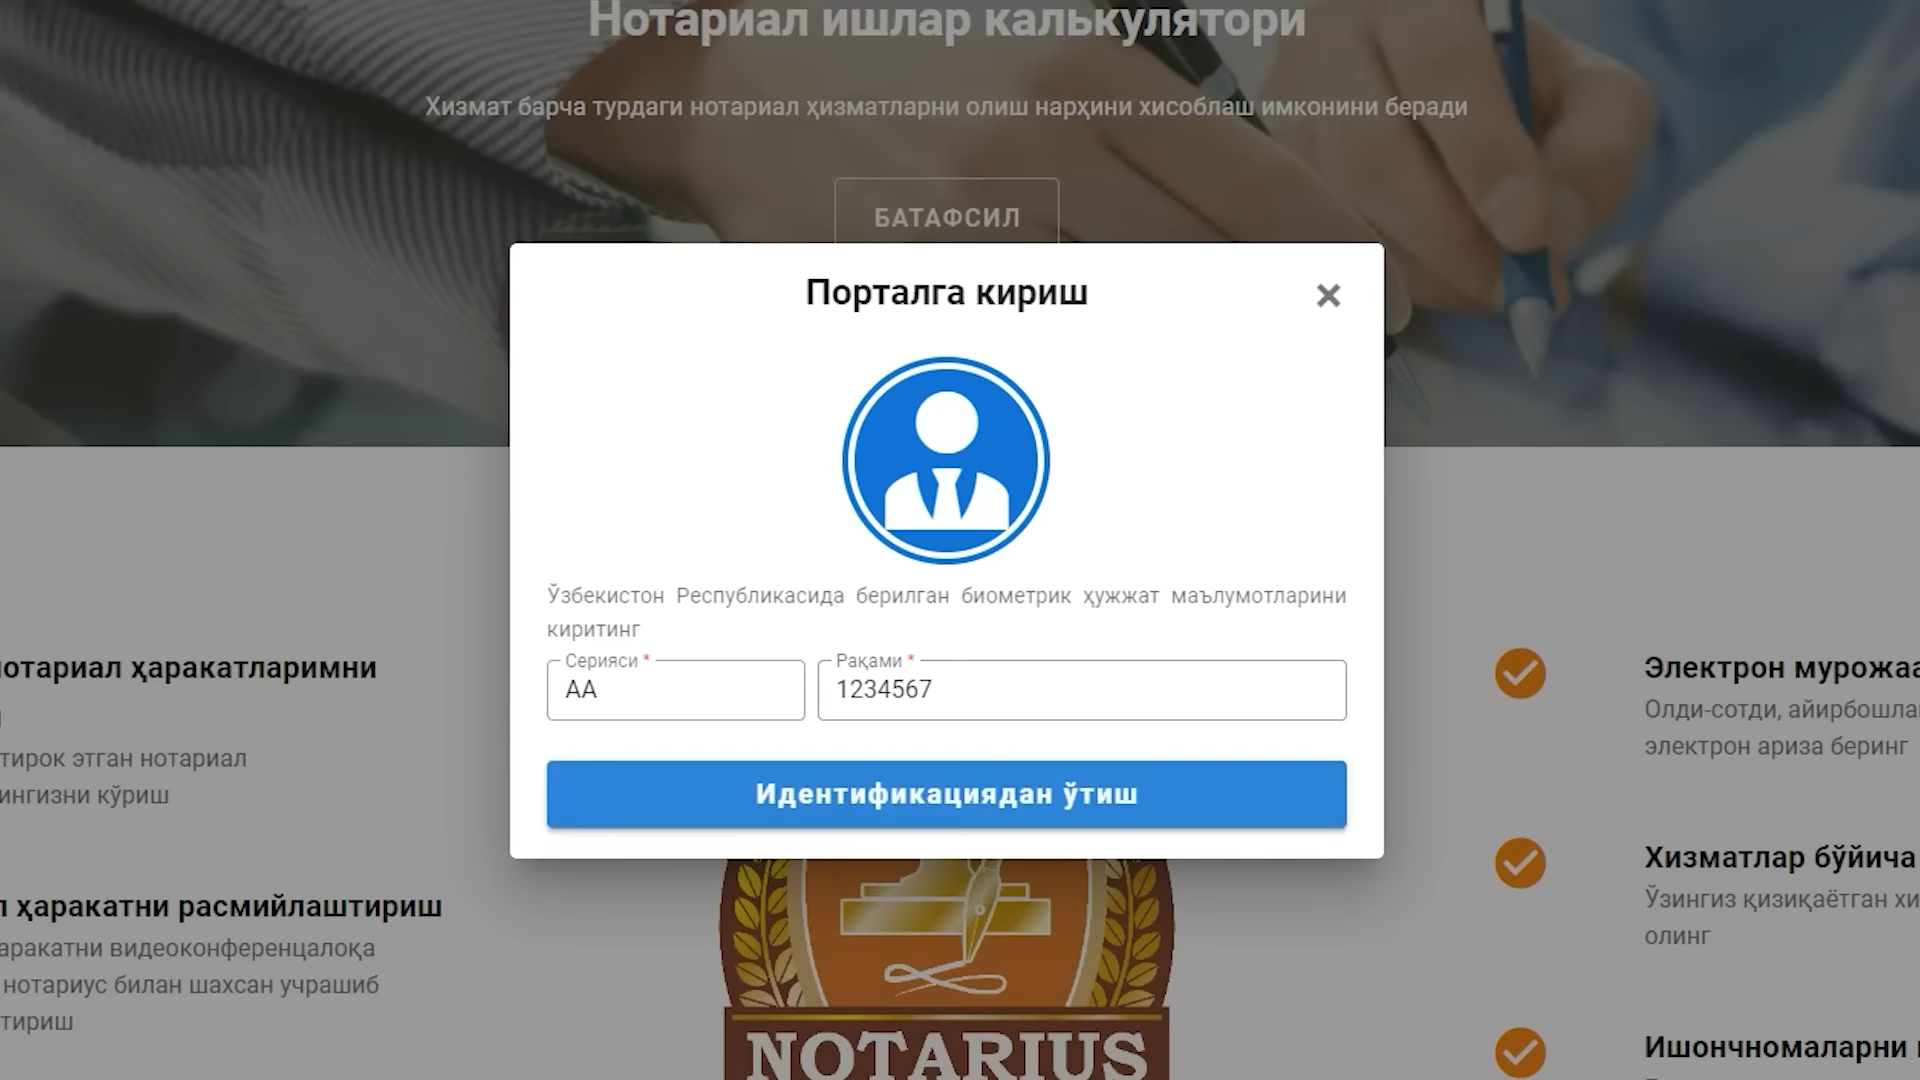 Нотариал ишлар калькулятори
Хизмат барча турдаги нотариал ҳизматларни олиш нарҳини хисоблаш имконини беради
БАТАФСИЛ
Порталга кириш
Ўзбекистон Республикасида берилган биометрик ҳужжат маълумотларини
киритинг
Серияси * Рақами *
AA 1234567
Идентификациядан ўтиш
нотариал ҳаракатларимни
тирок этган нотариал
ингизни кўриш
л ҳаракатни расмийлаштириш
аракатни видеоконференцалоқа
нотариус билан шахсан учрашиб
тириш
NOTARIUS
Электрон мурожаа
Олди-сотди, айирбошла
электрон ариза беринг
Хизматлар бўйича
Ўзингиз қизиқаётган хи
олинг
Ишончномаларни